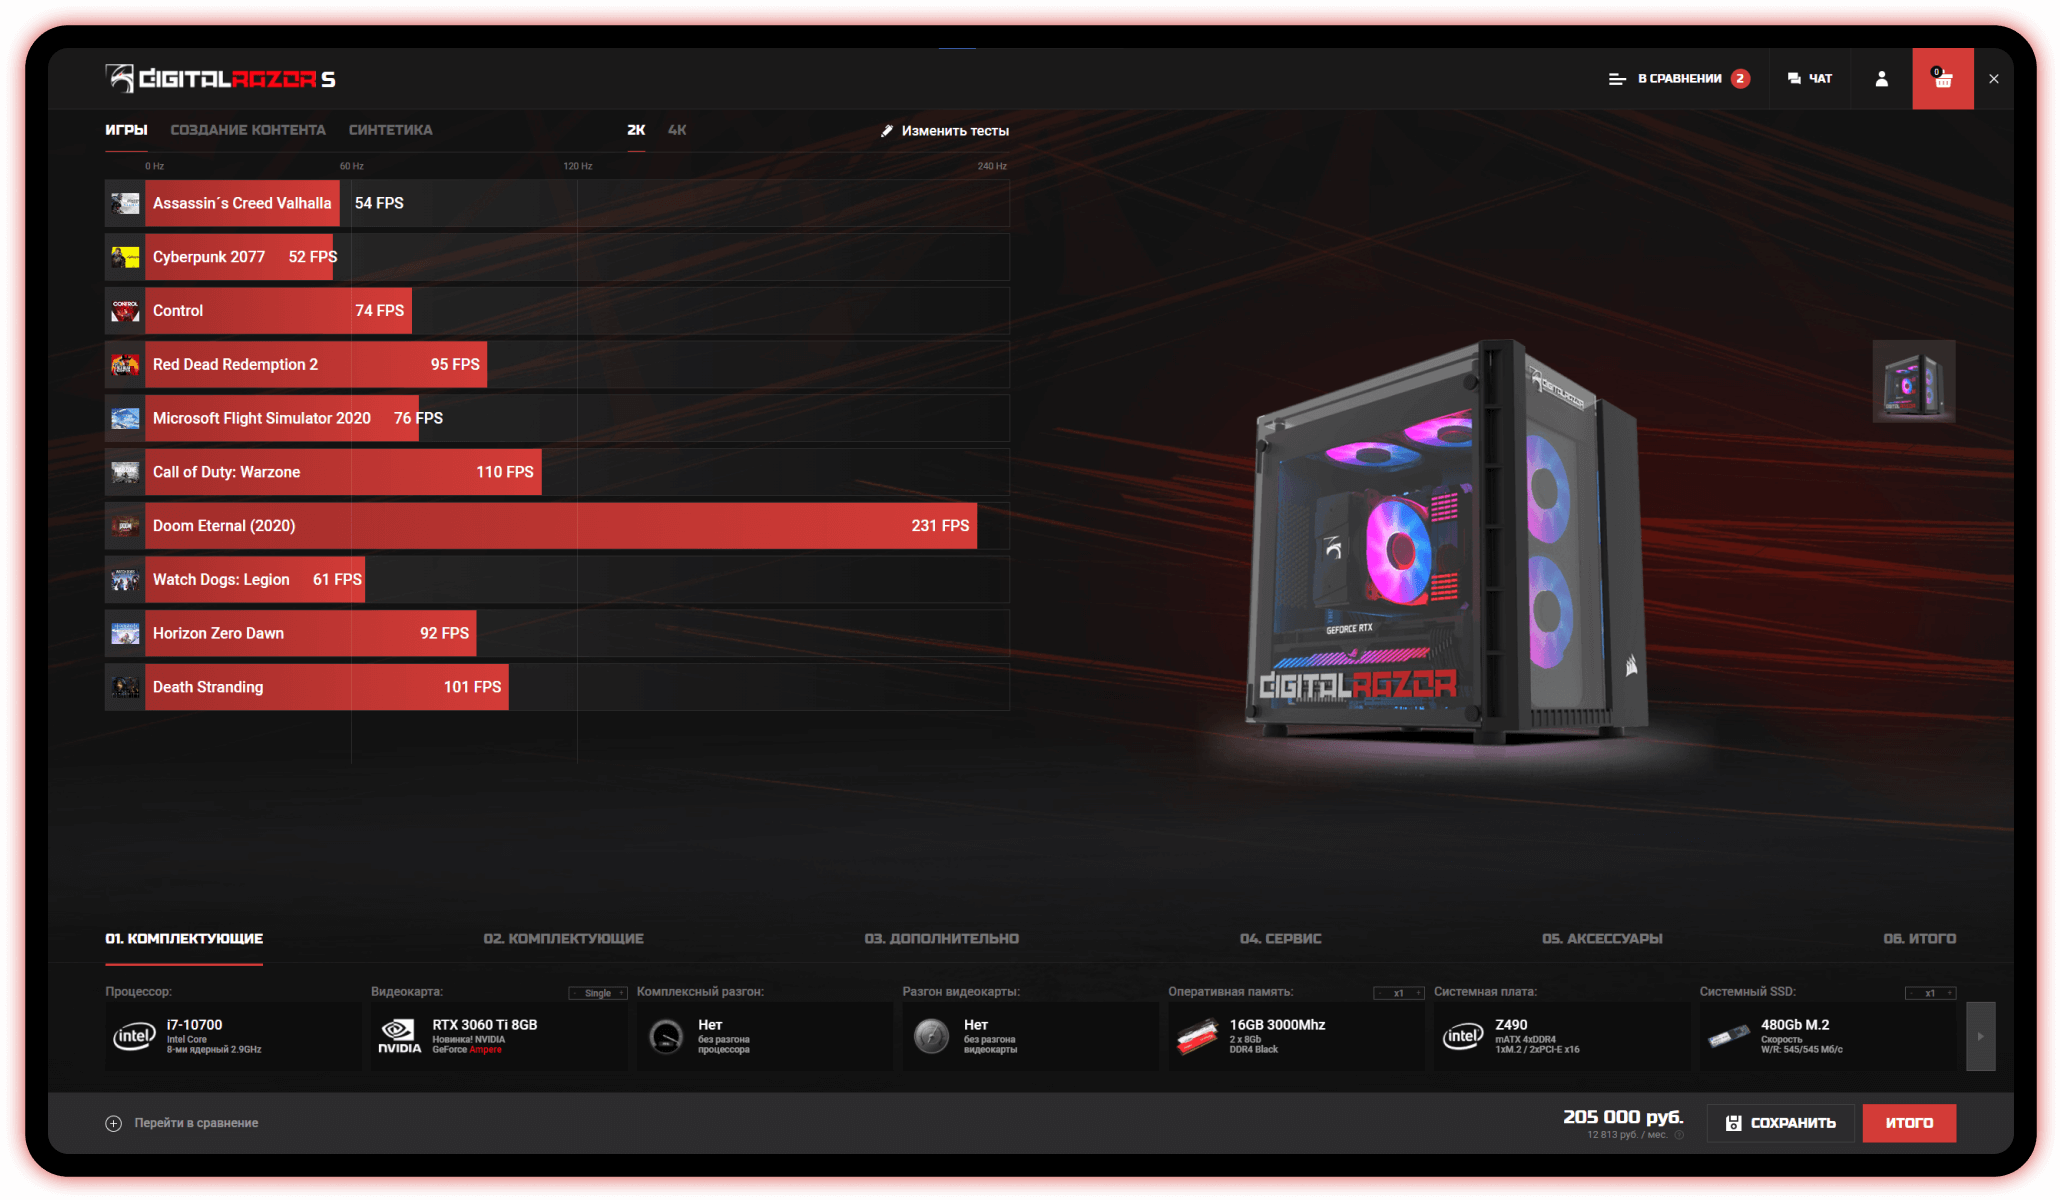 DIGITALRAZOR S
В СРАВНЕНИИ 2
ЧАТ
0
ИГРЫ СОЗДАНИЕ КОНТЕНТА СИНТЕТИКА
2K 4K
Изменить тесты
0 Hz 60 Hz 120 Hz 240 Hz
Assassin´s Creed Valhalla 54 FPS
Cyberpunk 2077 52 FPS
CONTROL
Control 74 FPS
Red Dead Redemption 2 95 FPS
Microsoft Flight Simulator 2020 76 FPS
Call of Duty: Warzone 110 FPS
Doom Eternal (2020) 231 FPS
Watch Dogs: Legion 61 FPS
Horizon Zero Dawn 92 FPS
Death Stranding 101 FPS
DIGITALRAZOR
GEFORCE RTX
DIGITALRAZOR
01. КОМПЛЕКТУЮЩИЕ
02. КОМПЛЕКТУЮЩИЕ
03. ДОПОЛНИТЕЛЬНО
04. СЕРВИС
05. АКСЕССУАРЫ
06. ИТОГО
Процессор:
intel
i7-10700
Intel Core
8-ми ядерный 2.9GHz
Видеокарта:
- Single +
NVIDIA
RTX 3060 Ti 8GB
Новинка! NVIDIA
GeForce Ampere
Комплексный разгон:
Нет
без разгона
процессора
Разгон видеокарты:
Нет
без разгона
видеокарты
Оперативная память:
- x1 +
16GB 3000Mhz
2 x 8Gb
DDR4 Black
Системная плата:
intel
Z490
mATX 4xDDR4
1xM.2 / 2xPCI-E x16
Системный SSD:
- x1 +
480Gb M.2
Скорость
W/R: 545/545 Мб/с
Перейти в сравнение
205 000 руб.
12 813 руб. / мес.
СОХРАНИТЬ
ИТОГО